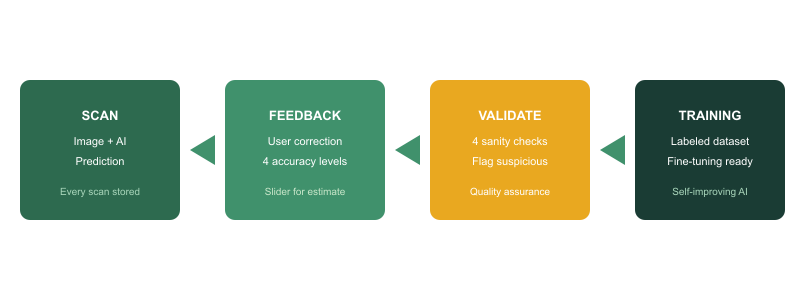 SCAN
Image + AI
Prediction
Every scan stored
FEEDBACK
User correction
4 accuracy levels
Slider for estimate
VALIDATE
4 sanity checks
Flag suspicious
Quality assurance
TRAINING
Labeled dataset
Fine-tuning ready
Self-improving AI